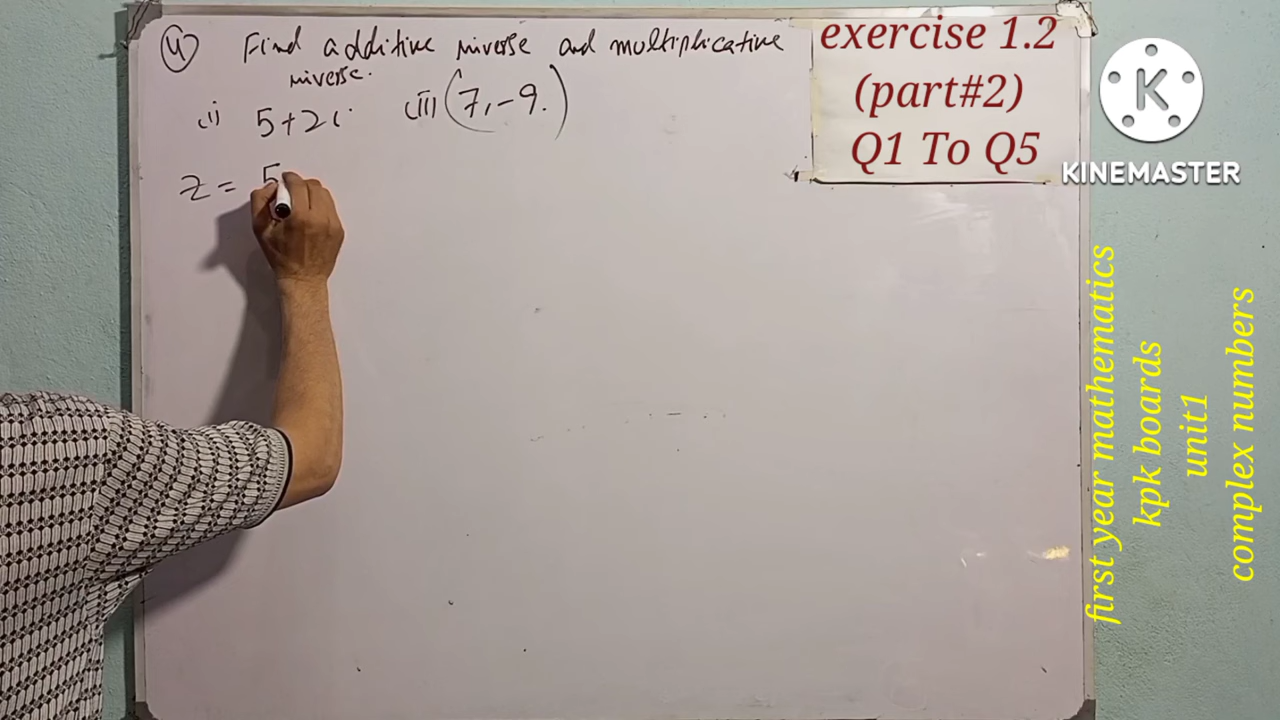 4) Find additive inverse and multiplicative
inverse.
(i) 5+2i (ii) (7, -9.)
z = 5
exercise 1.2
(part#2)
Q1 To Q5
K
KINEMASTER
first year mathematics
kpk boards
unit1
complex numbers